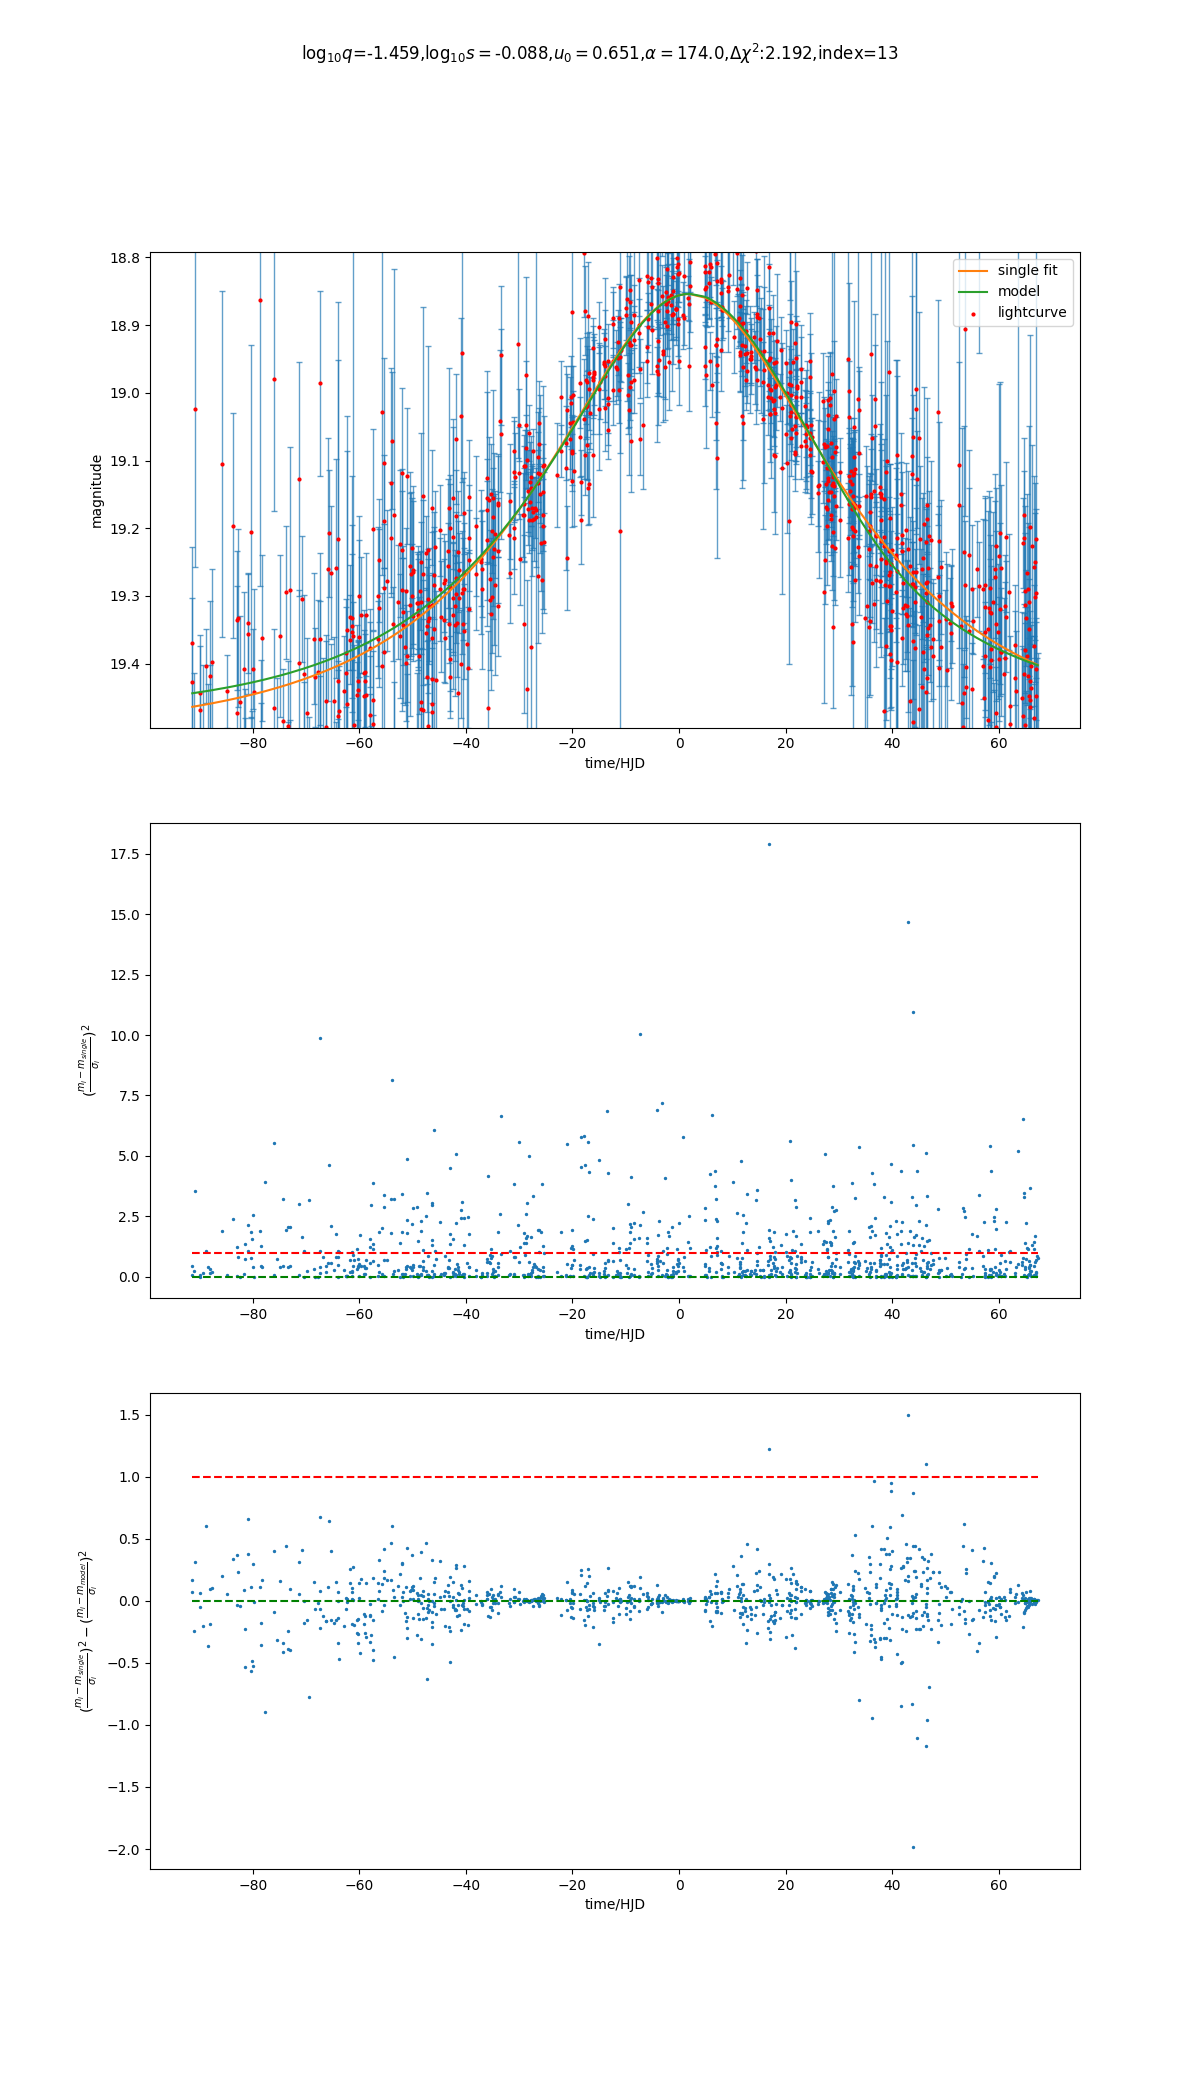 log₁₀q=-1.459,log₁₀s = -0.088,u₀ = 0.651,α = 174.0,Δχ²:2.192,index=13
18.8
18.9
19.0
19.1
19.2
19.3
19.4
magnitude
single fit
model
lightcurve
−80 −60 −40 −20 0 20 40 60
time/HJD
17.5
15.0
12.5
10.0
7.5
5.0
2.5
0.0
((mᵢ − m_single)/σᵢ)²
−80 −60 −40 −20 0 20 40 60
time/HJD
1.5
1.0
0.5
0.0
−0.5
−1.0
−1.5
−2.0
((mᵢ − m_single)/σᵢ)² − ((mᵢ − m_model)/σᵢ)²
−80 −60 −40 −20 0 20 40 60
time/HJD